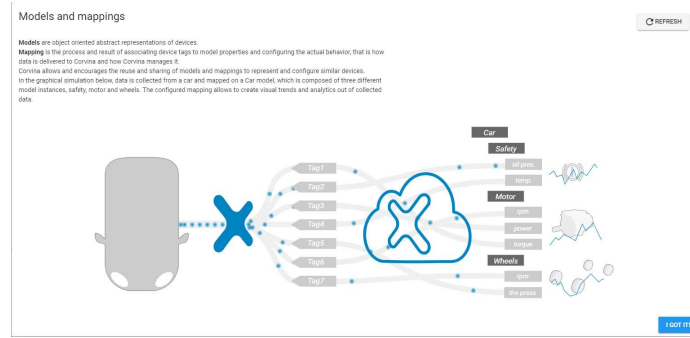 Models and mappings
REFRESH
Models are object oriented abstract representations of devices.
Mapping is the process and result of associating device tags to model properties and configuring the actual behavior, that is how
data is delivered to Corvina and how Corvina manages it.
Corvina allows and encourages the reuse and sharing of models and mappings to represent and configure similar devices.
In the graphical simulation below, data is collected from a car and mapped on a Car model, which is composed of three different
model instances, safety, motor and wheels. The configured mapping allows to create visual trends and analytics out of collected
data.
Car
Safety
Tag1
oil pres.
Tag2
temp.
Motor
Tag3
rpm
Tag4
power
Tag5
torque
Wheels
Tag6
Tag7
rpm
tire press
I GOT IT!